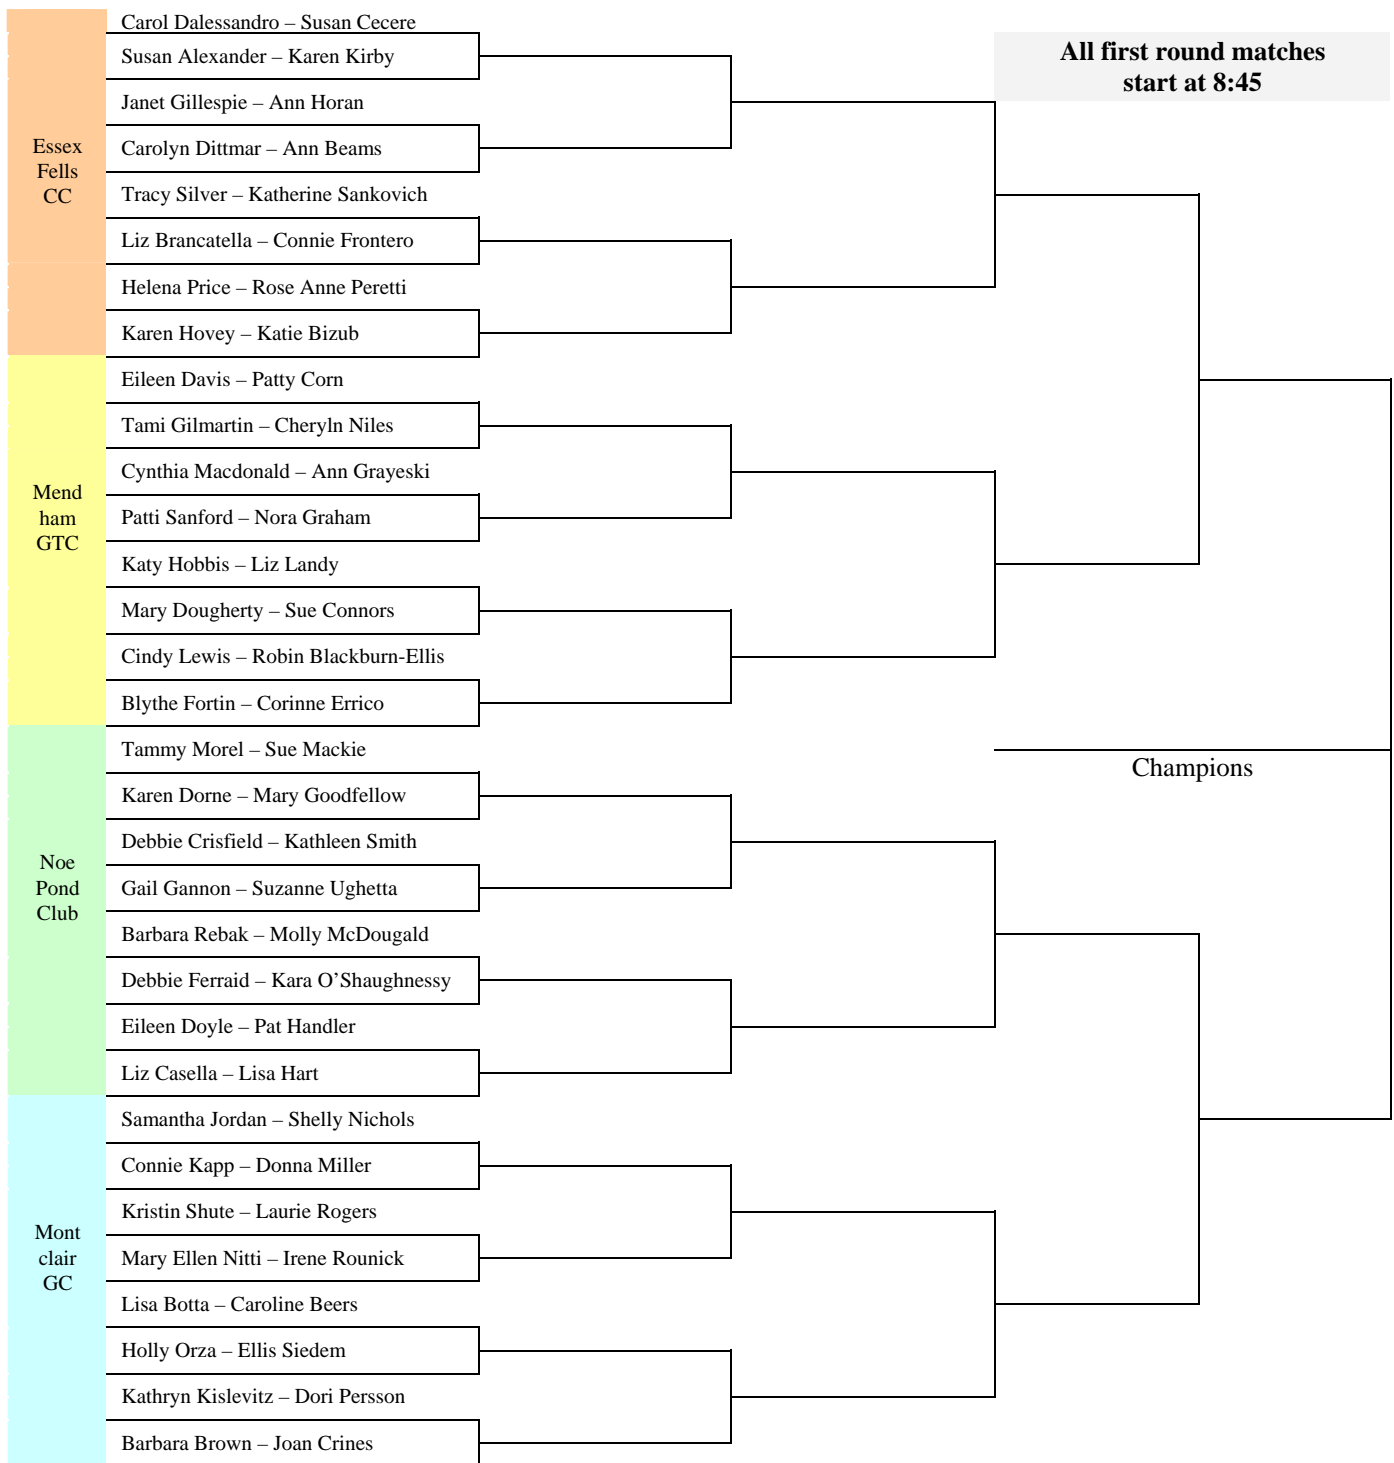 Carol Dalessandro – Susan Cecere
Susan Alexander – Karen Kirby
All first round matches
start at 8:45
Janet Gillespie – Ann Horan
Essex
Fells
CC
Carolyn Dittmar – Ann Beams
Tracy Silver – Katherine Sankovich
Liz Brancatella – Connie Frontero
Helena Price – Rose Anne Peretti
Karen Hovey – Katie Bizub
Eileen Davis – Patty Corn
Tami Gilmartin – Cheryln Niles
Cynthia Macdonald – Ann Grayeski
Mend
ham
GTC
Patti Sanford – Nora Graham
Katy Hobbis – Liz Landy
Mary Dougherty – Sue Connors
Cindy Lewis – Robin Blackburn-Ellis
Blythe Fortin – Corinne Errico
Tammy Morel – Sue Mackie
Champions
Karen Dorne – Mary Goodfellow
Debbie Crisfield – Kathleen Smith
Noe
Pond
Club
Gail Gannon – Suzanne Ughetta
Barbara Rebak – Molly McDougald
Debbie Ferraid – Kara O’Shaughnessy
Eileen Doyle – Pat Handler
Liz Casella – Lisa Hart
Samantha Jordan – Shelly Nichols
Connie Kapp – Donna Miller
Kristin Shute – Laurie Rogers
Mont
clair
GC
Mary Ellen Nitti – Irene Rounick
Lisa Botta – Caroline Beers
Holly Orza – Ellis Siedem
Kathryn Kislevitz – Dori Persson
Barbara Brown – Joan Crines